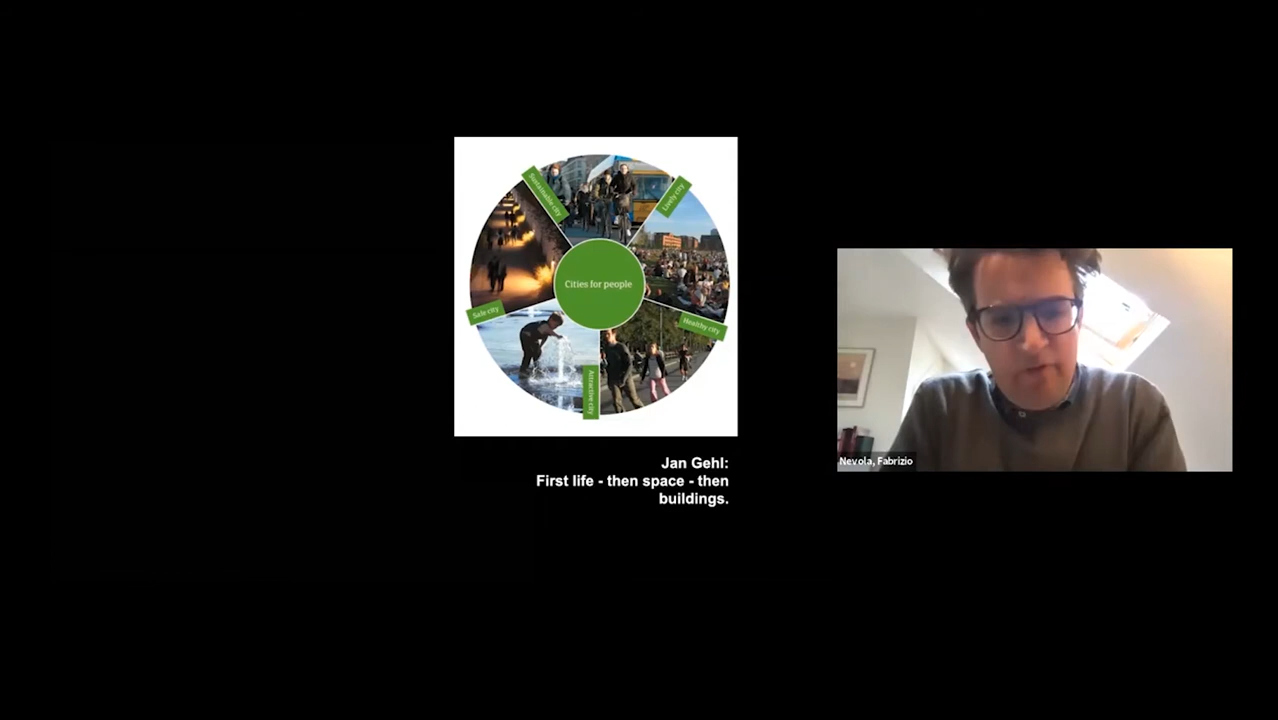 Sustainable city
Lively city
Cities for people
Safe city
Healthy city
Attractive city
Jan Gehl:
First life - then space - then
buildings.
Nevola, Fabrizio